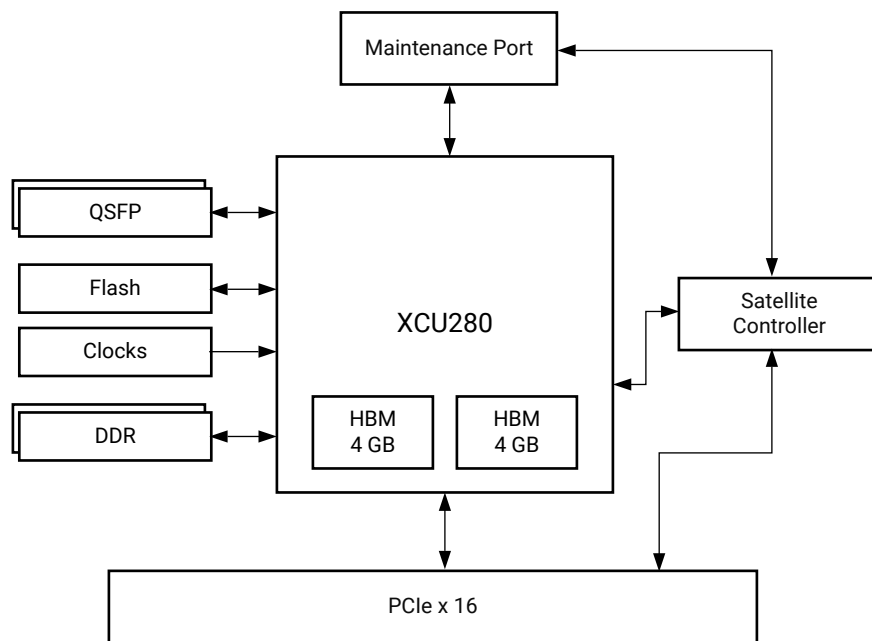 Maintenance Port
QSFP
Flash
Clocks
DDR
XCU280
HBM
4 GB
HBM
4 GB
Satellite
Controller
PCIe x 16